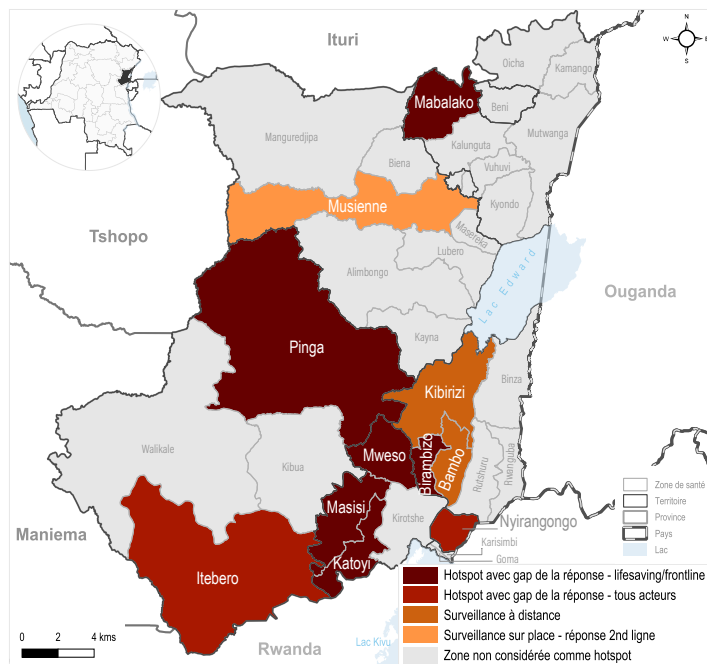 Ituri
N
W
E
S
Oicha
Kamango
Mabalako
Beni
Manguredjipa
Mutwanga
Kalunguta
Biena
Vuhuvi
Musienne
Kyondo
Tshopo
Masereka
Lubero
Alimbongo
Lac Edward
Ouganda
Kayna
Pinga
Kibirizi
Binza
Walikale
Kibua
Mweso
Birambizo
Bambo
Rutshuru
Rwanguba
Zone de santé
Territoire
Province
Pays
Lac
Masisi
Kirotshe
Nyirangongo
Maniema
Karisimbi
Goma
Katoyi
Itebero
Hotspot avec gap de la réponse - lifesaving/frontline
Hotspot avec gap de la réponse - tous acteurs
Surveillance à distance
Surveillance sur place - réponse 2nd ligne
Zone non considérée comme hotspot
Lac Kivu
Rwanda
0 2 4 kms